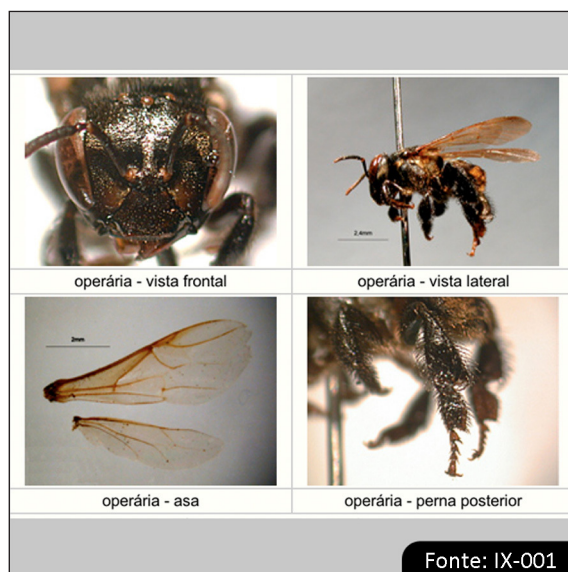 operária - vista frontal
2.4mm
operária - vista lateral
2mm
operária - asa
operária - perna posterior
Fonte: IX-001